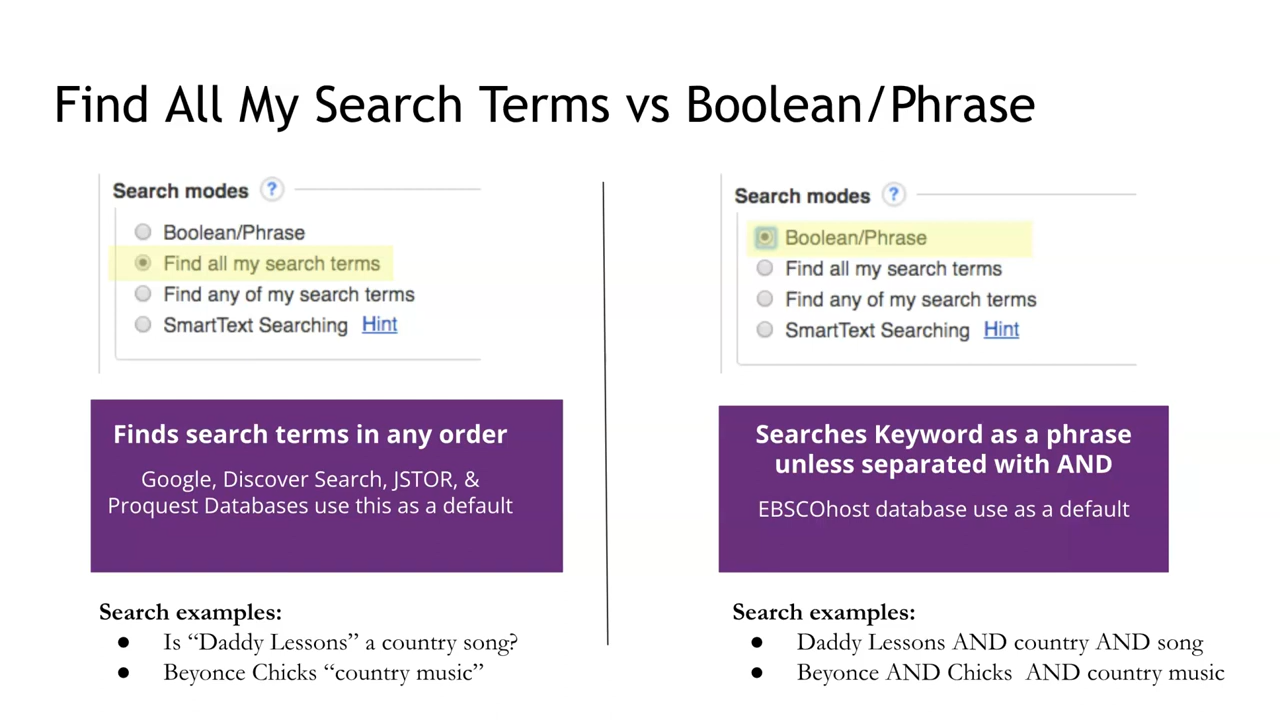 Find All My Search Terms vs Boolean/Phrase
Search modes ?
Boolean/Phrase
Find all my search terms
Find any of my search terms
SmartText Searching Hint
Finds search terms in any order
Google, Discover Search, JSTOR, &
Proquest Databases use this as a default
Search examples:
● Is “Daddy Lessons” a country song?
● Beyonce Chicks “country music”
Search modes ?
Boolean/Phrase
Find all my search terms
Find any of my search terms
SmartText Searching Hint
Searches Keyword as a phrase
unless separated with AND
EBSCOhost database use as a default
Search examples:
● Daddy Lessons AND country AND song
● Beyonce AND Chicks  AND country music